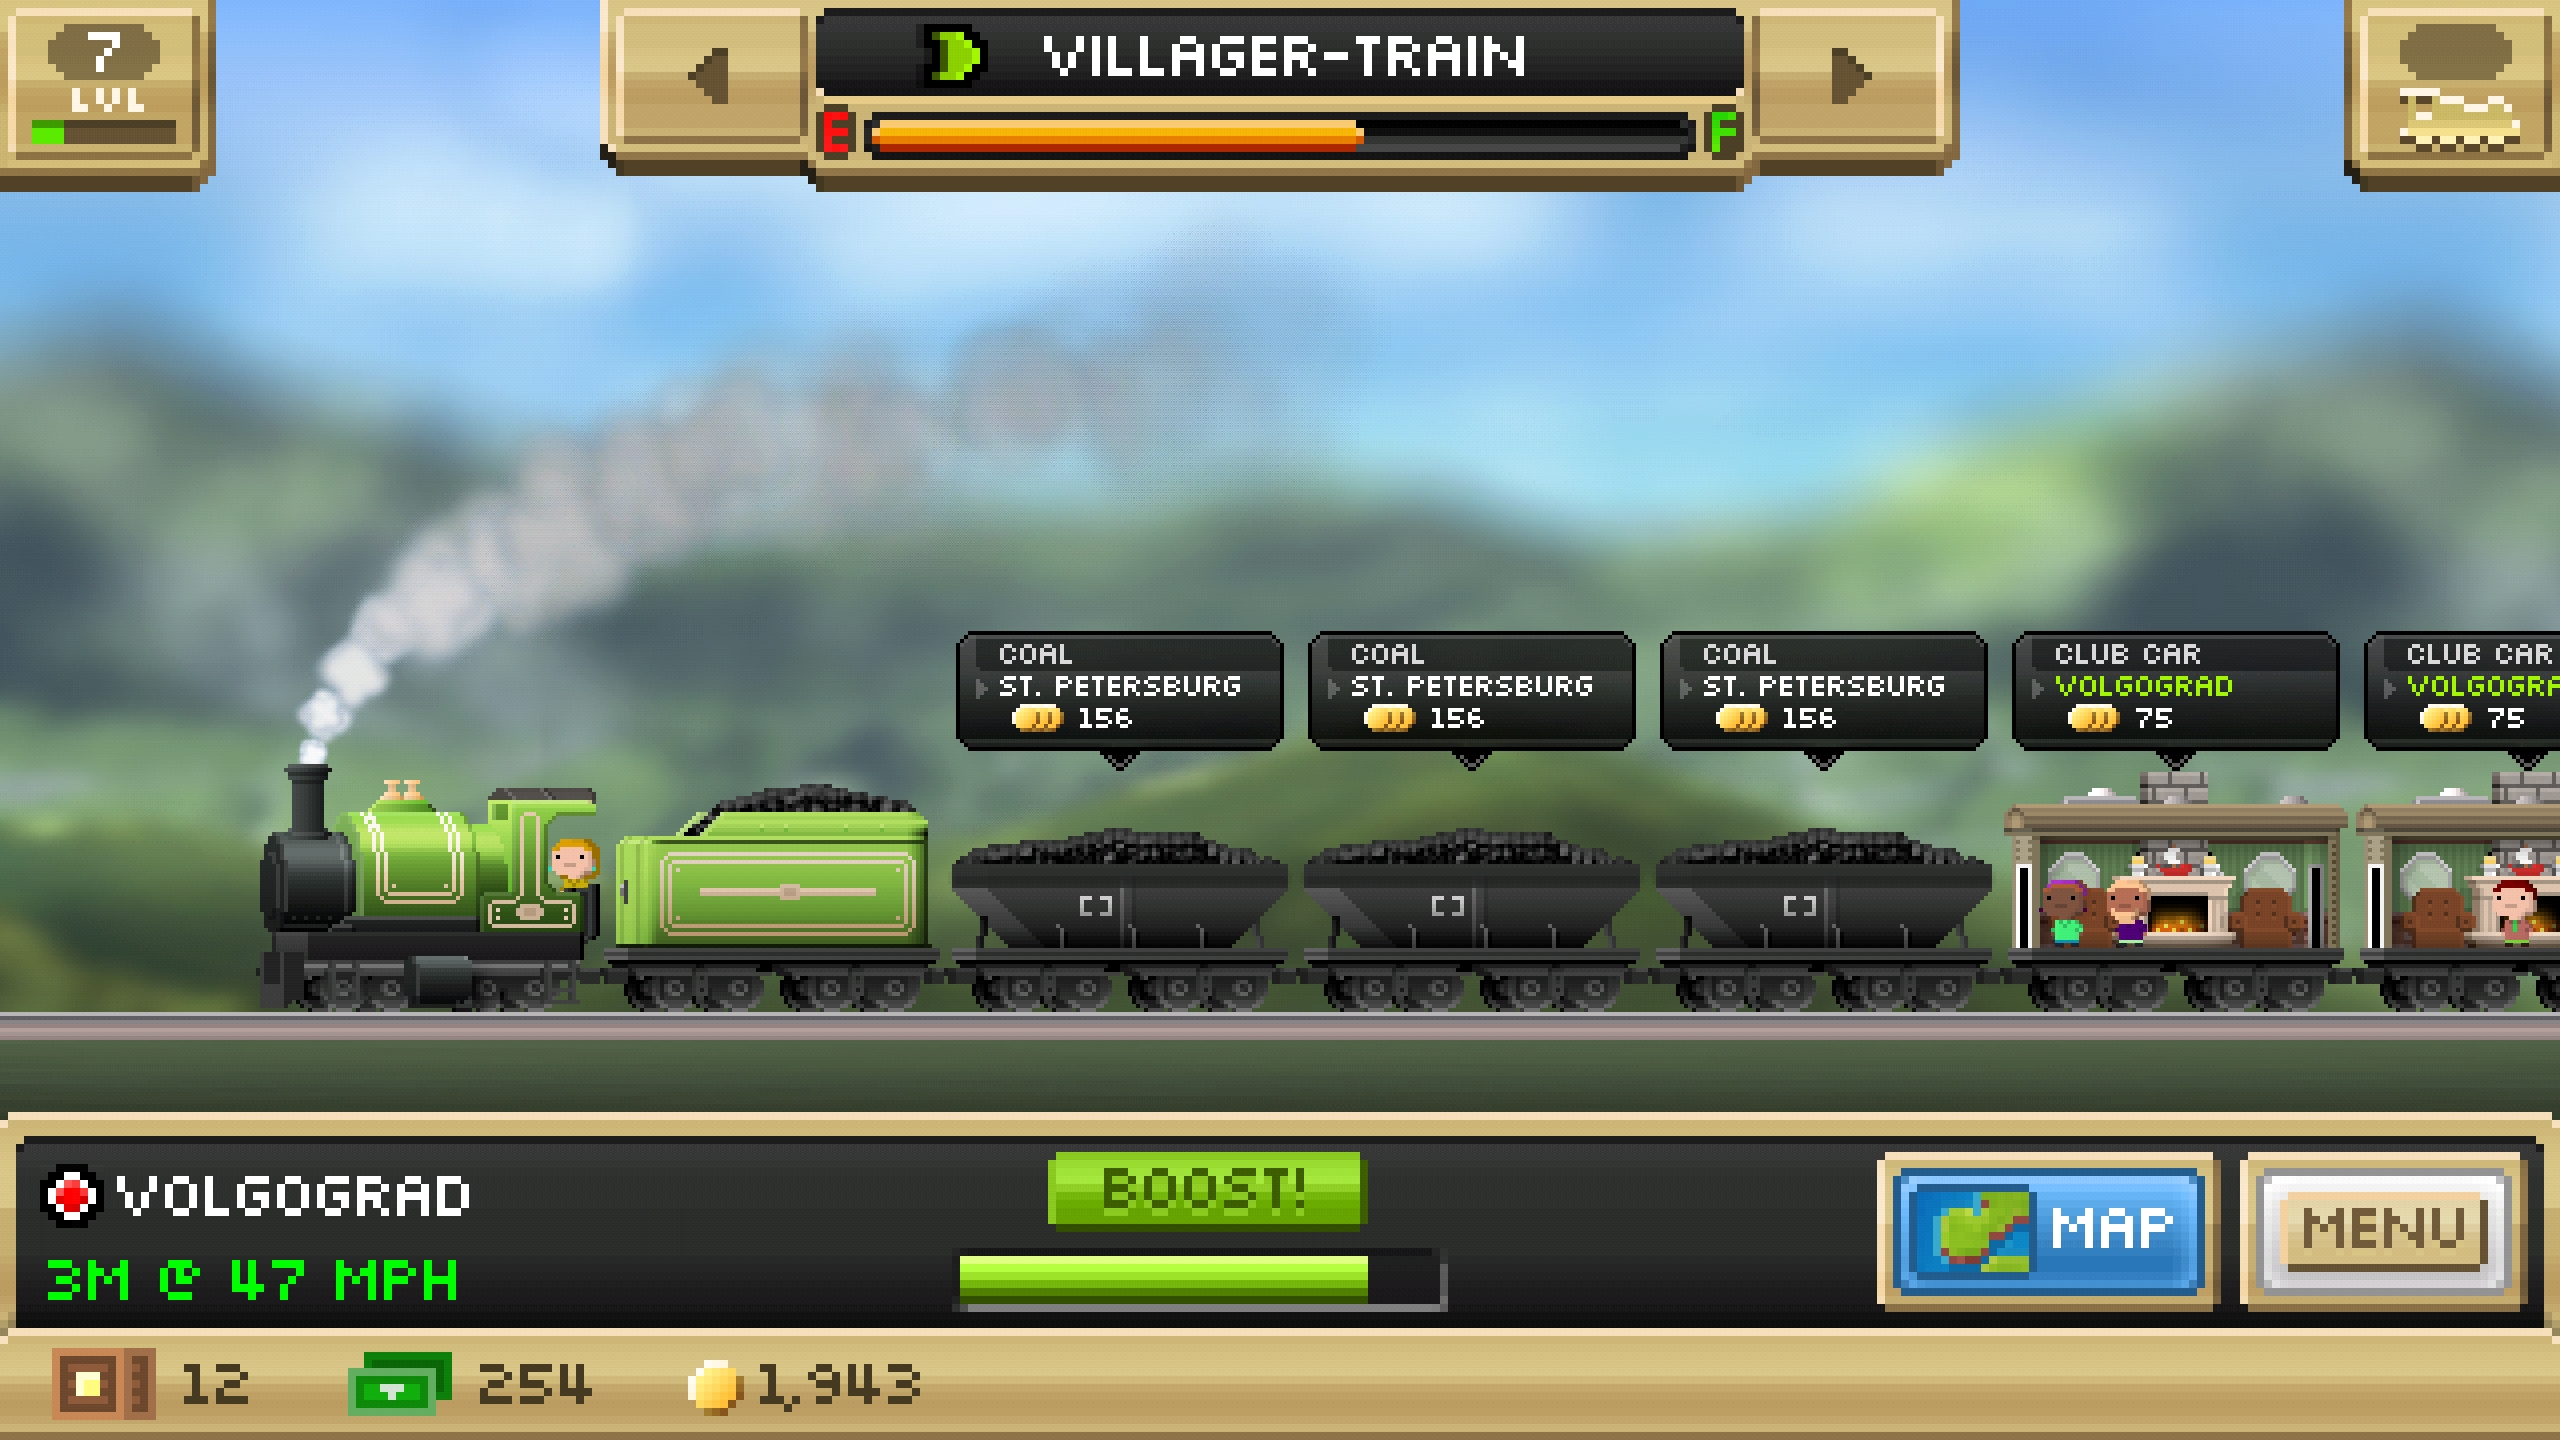 7
LVL
VILLAGER-TRAIN
E
F
COAL
ST. PETERSBURG
156
COAL
ST. PETERSBURG
156
COAL
ST. PETERSBURG
156
CLUB CAR
VOLGOGRAD
75
CLUB CAR
VOLGOGRA
75
VOLGOGRAD
3M @ 47 MPH
BOOST!
MAP
MENU
12
254
1,943